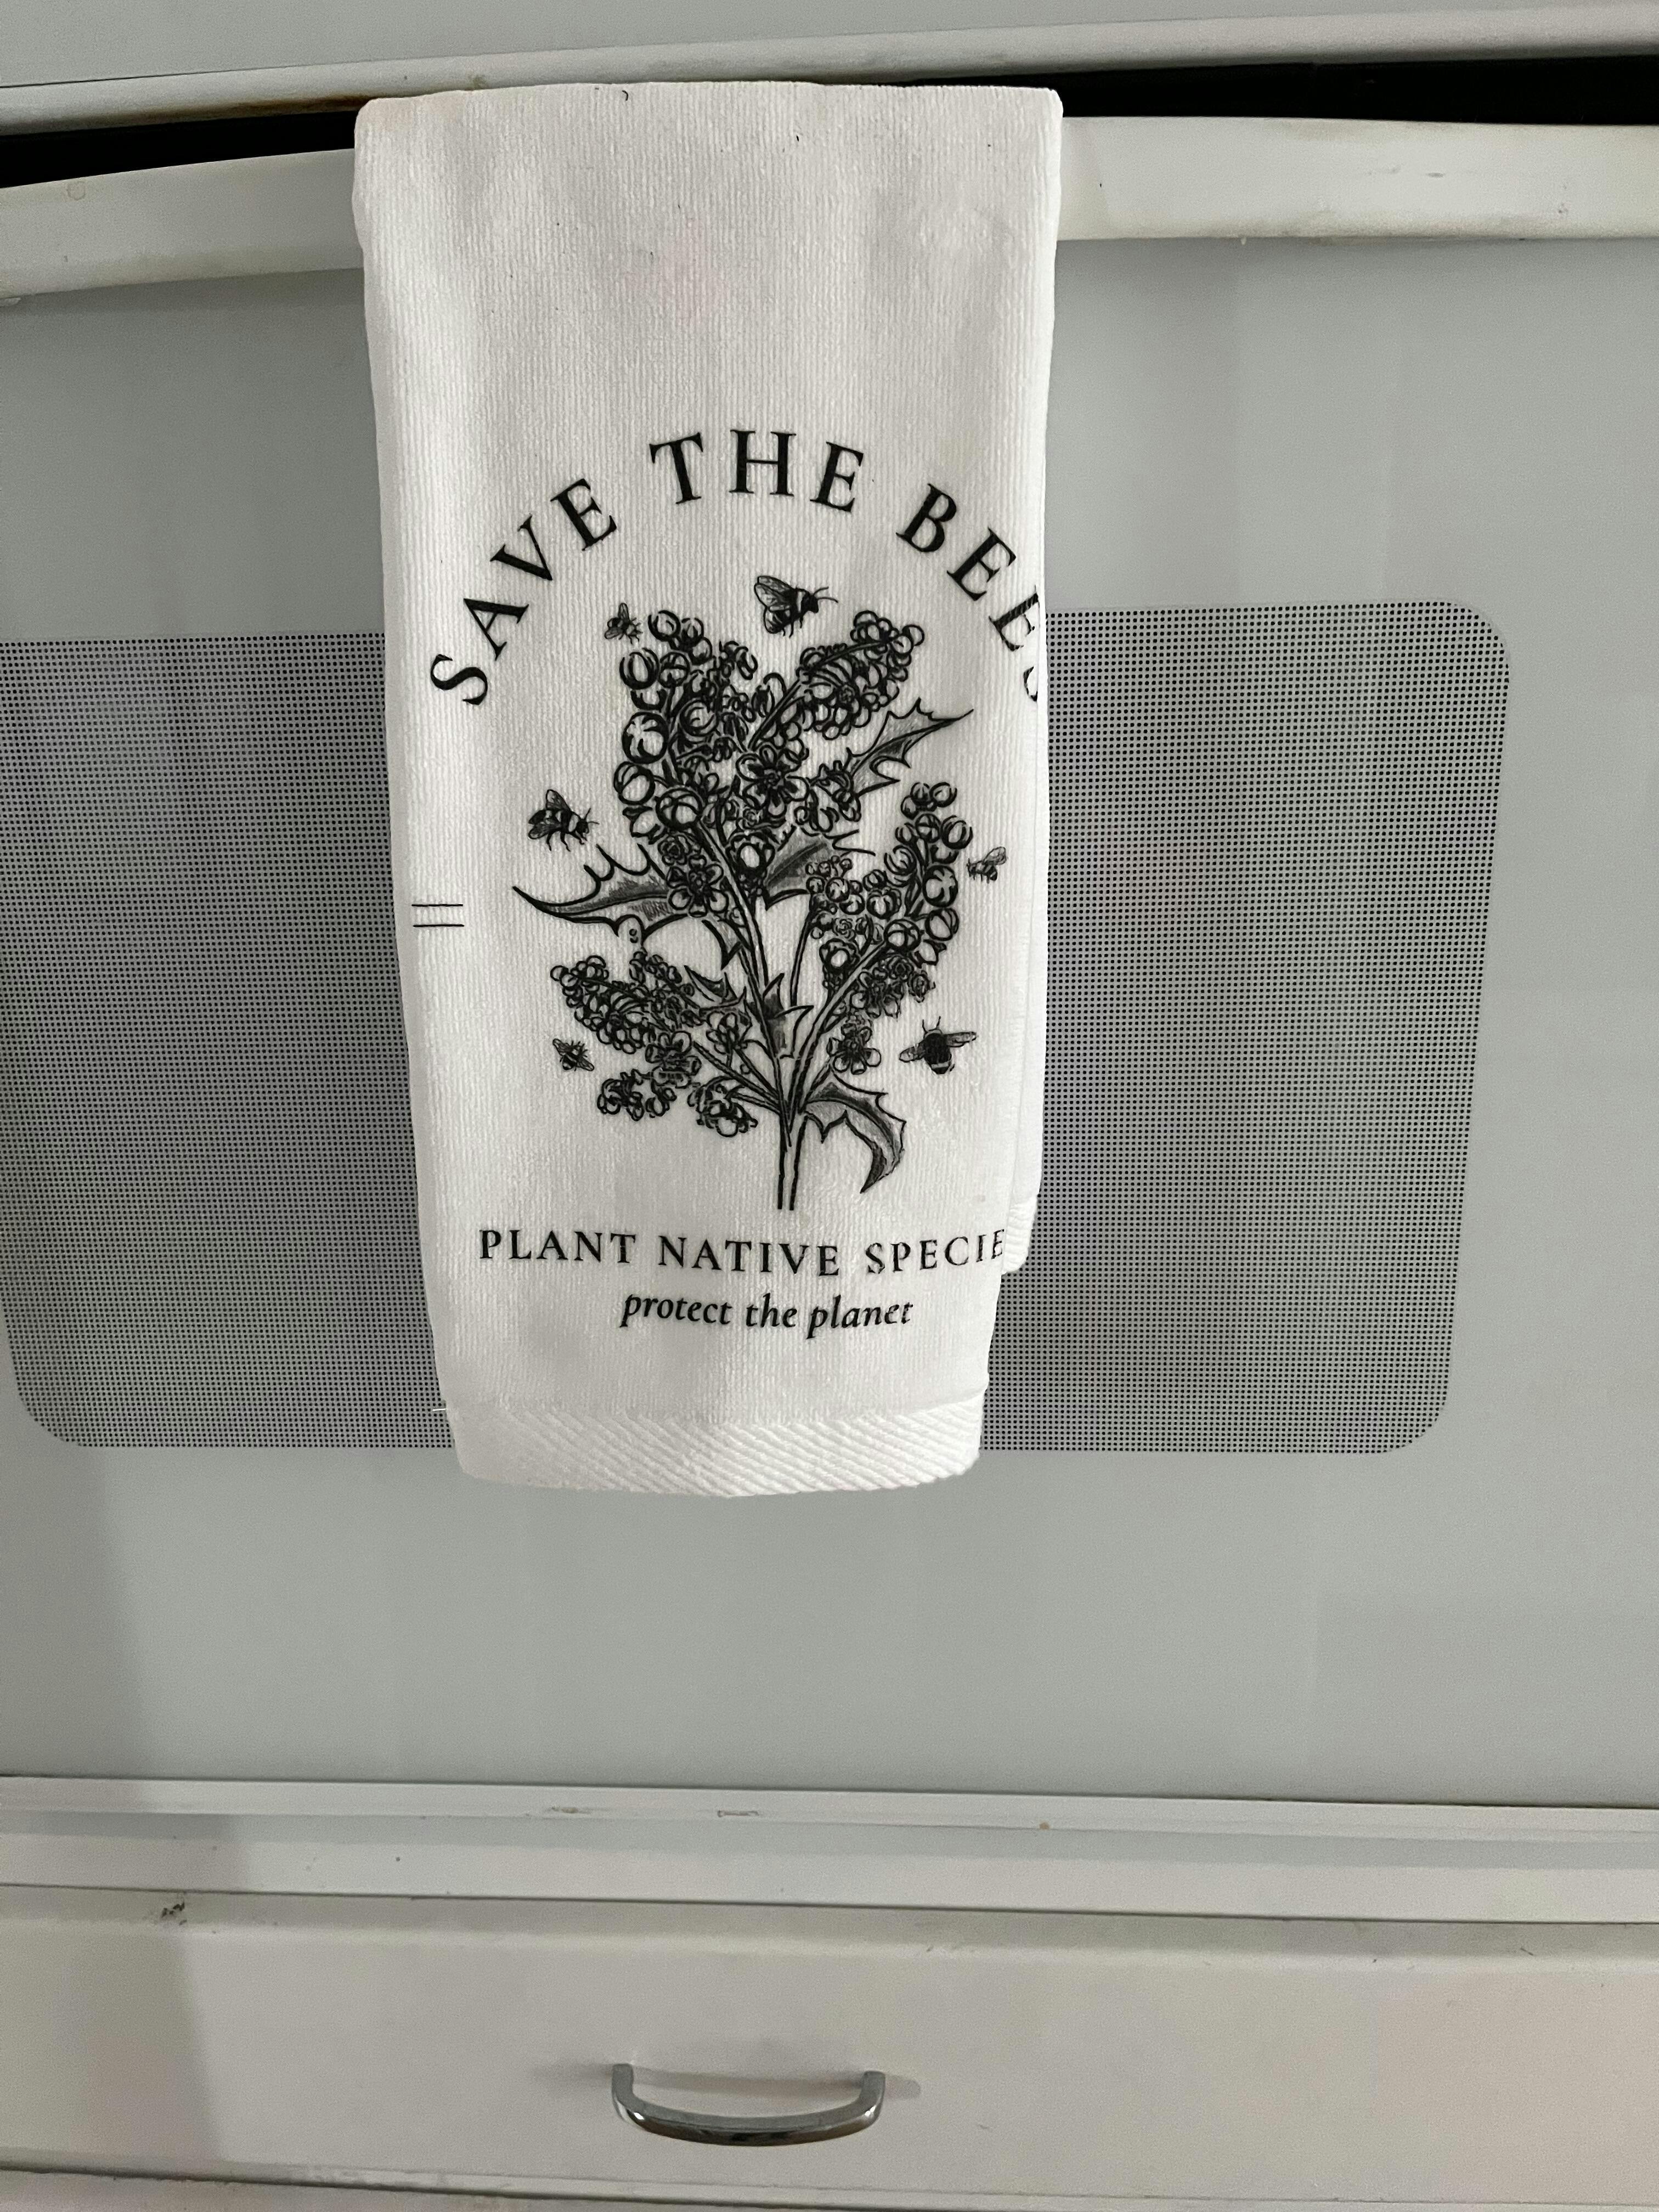 SAVE THE BEES
PLANT NATIVE SPECIE
protect the planet